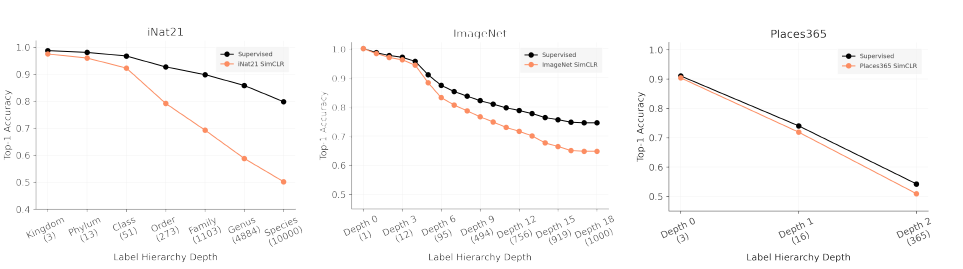 iNat21
Top-1 Accuracy
1.0
0.9
0.8
0.7
0.6
0.5
0.4
Supervised
iNat21 SimCLR
Kingdom
(3)
Phylum
(13)
Class
(51)
Order
(273)
Family
(1103)
Genus
(4884)
Species
(10000)
Label Hierarchy Depth
ImageNet
Top-1 Accuracy
1.0
0.9
0.8
0.7
0.6
0.5
Supervised
ImageNet SimCLR
Depth 0
(1)
Depth 3
(12)
Depth 6
(95)
Depth 9
(494)
Depth 12
(756)
Depth 15
(919)
Depth 18
(1000)
Label Hierarchy Depth
Places365
Top-1 Accuracy
1.0
0.9
0.8
0.7
0.6
0.5
Supervised
Places365 SimCLR
Depth 0
(3)
Depth 1
(16)
Depth 2
(365)
Label Hierarchy Depth